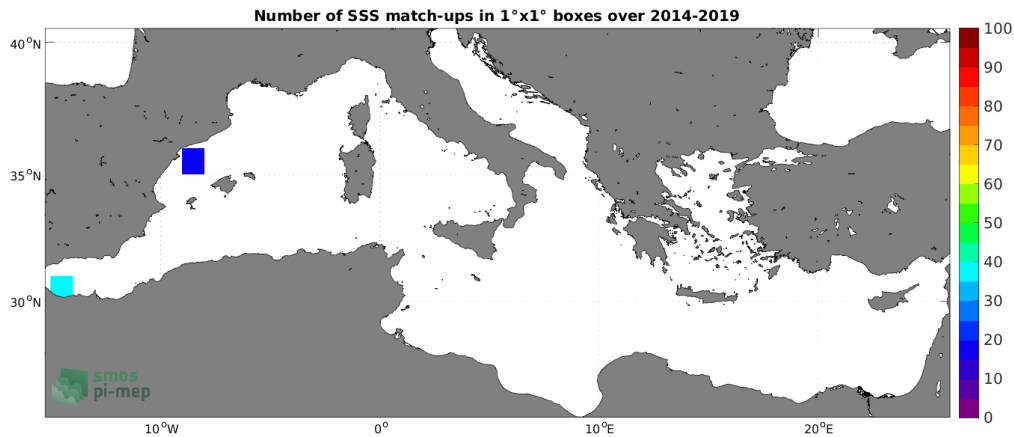 Number of SSS match-ups in 1°x1° boxes over 2014-2019
40°N
35°N
30°N
10°W
0°
10°E
20°E
100
90
80
70
60
50
40
30
20
10
0
smos
pi-mep